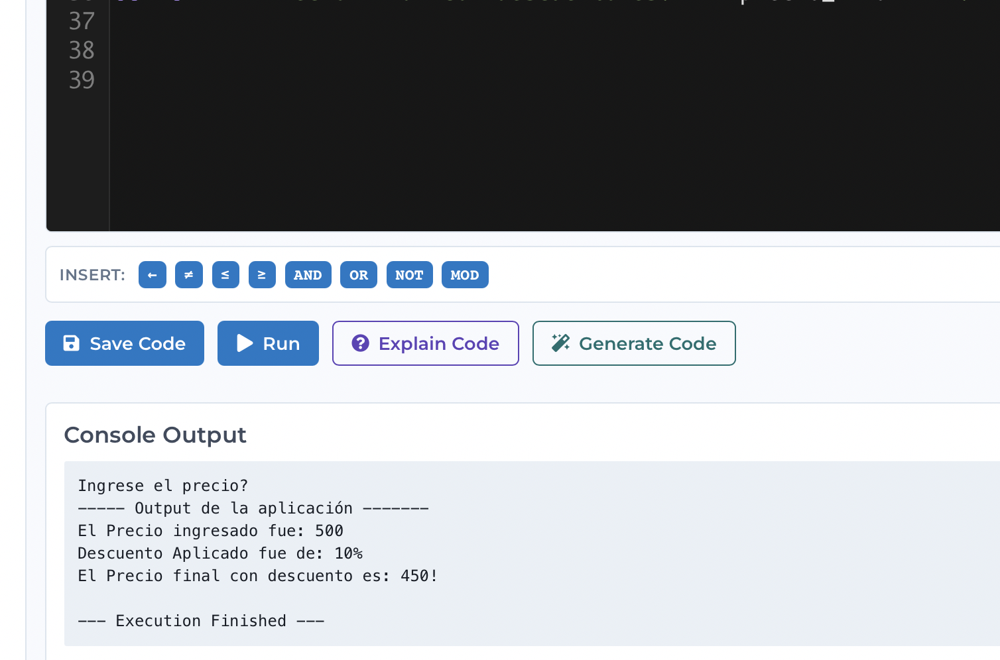 37
38
39
INSERT: ← ≠ ≤ ≥ AND OR NOT MOD
Save Code Run Explain Code Generate Code
Console Output
Ingrese el precio?
----- Output de la aplicación -------
El Precio ingresado fue: 500
Descuento Aplicado fue de: 10%
El Precio final con descuento es: 450!
--- Execution Finished ---